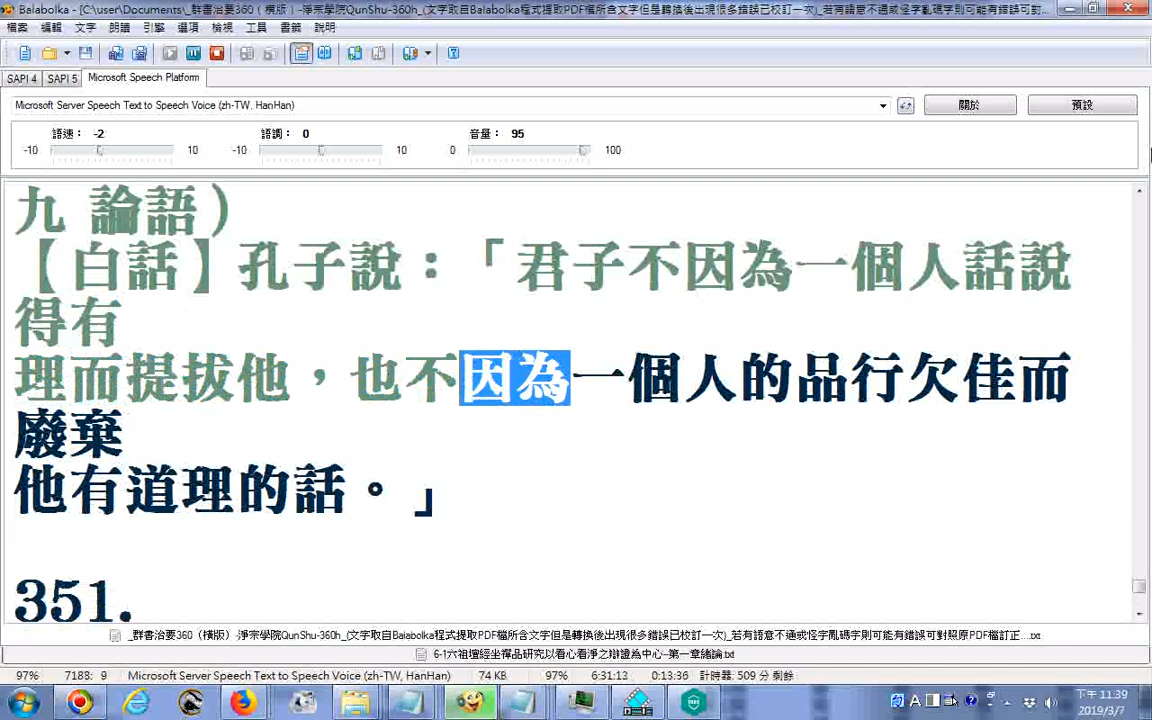 Balabolka - [C:\user\Documents\_群書治要360（橫版）-淨宗學院QunShu-360h_(文字取自Balabolka程式提取PDF檔所含文字但是轉換後出現很多錯誤已校訂一次)_若有語意不通或怪字亂碼字則可能有錯誤可對...
檔案 編輯 文字 朗讀 引擎 選項 檢視 工具 書籤 說明
SAPI 4 SAPI 5 Microsoft Speech Platform
Microsoft Server Speech Text to Speech Voice (zh-TW, HanHan) 關於 預設
語速： -2 語調： 0 音量： 95
-10 10 -10 10 0 100
九 論語）
【白話】孔子說：「君子不因為一個人話說
得有
理而提拔他，也不因為一個人的品行欠佳而
廢棄
他有道理的話。」
351.
_群書治要360（橫版）-淨宗學院QunShu-360h_(文字取自Balabolka程式提取PDF檔所含文字但是轉換後出現很多錯誤已校訂一次)_若有語意不通或怪字亂碼字則可能有錯誤可對照原PDF檔訂正....txt
6-1六祖壇經坐禪品研究以看心看淨之辯證為中心--第一章緒論.txt
97% 7188: 9 Microsoft Server Speech Text to Speech Voice (zh-TW, HanHan) 74 KB 97% 6:31:13 0:13:36 計時器: 509 分 剩餘
下午 11:39
2019/3/7